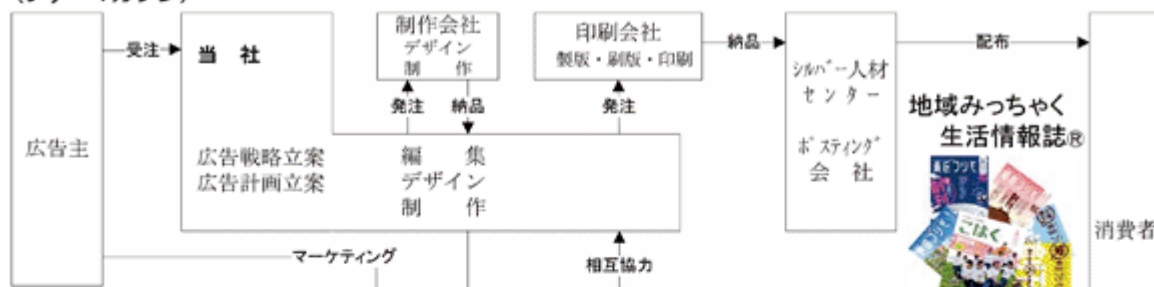 広告主
受注
当 社
広告戦略立案
広告計画立案
制作会社
デザイン
制 作
発注
納品
編 集
デザイン
制 作
印刷会社
製版・刷版・印刷
発注
納品
シルバー人材
センター
ポスティング
会 社
配布
地域みっちゃく
生活情報誌®
こはく
消費者
マーケティング
相互協力